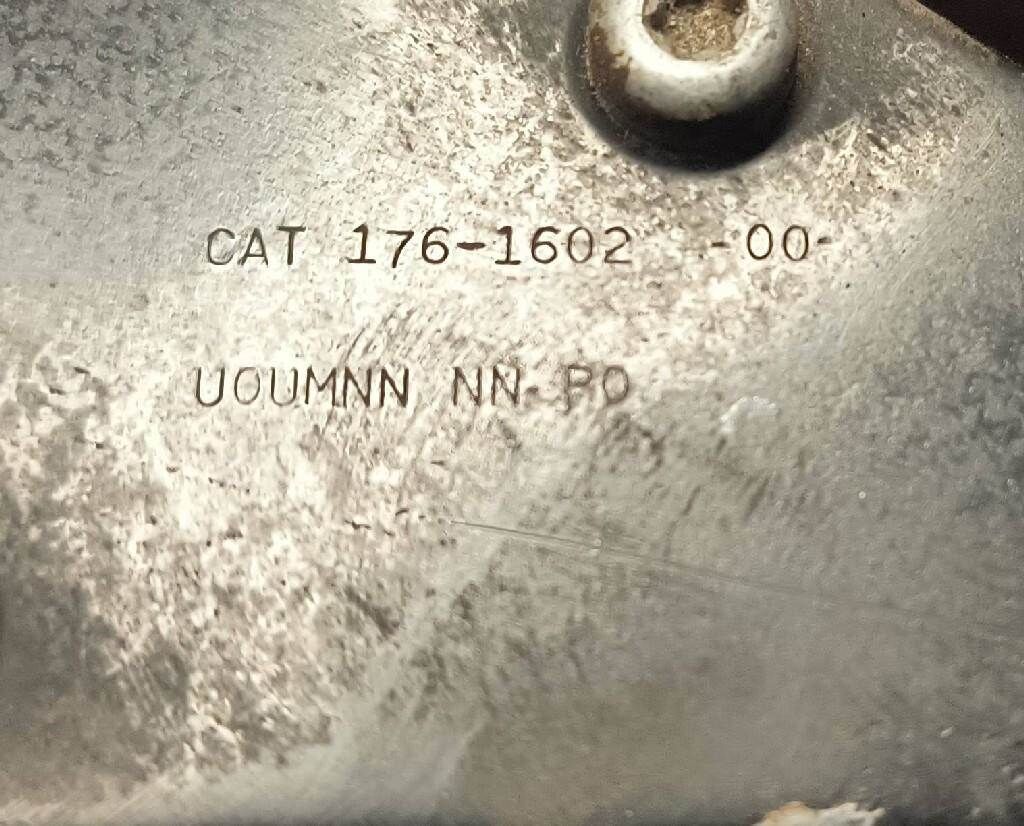 CAT 176-1602 -00-
UOUMNN NN- PO